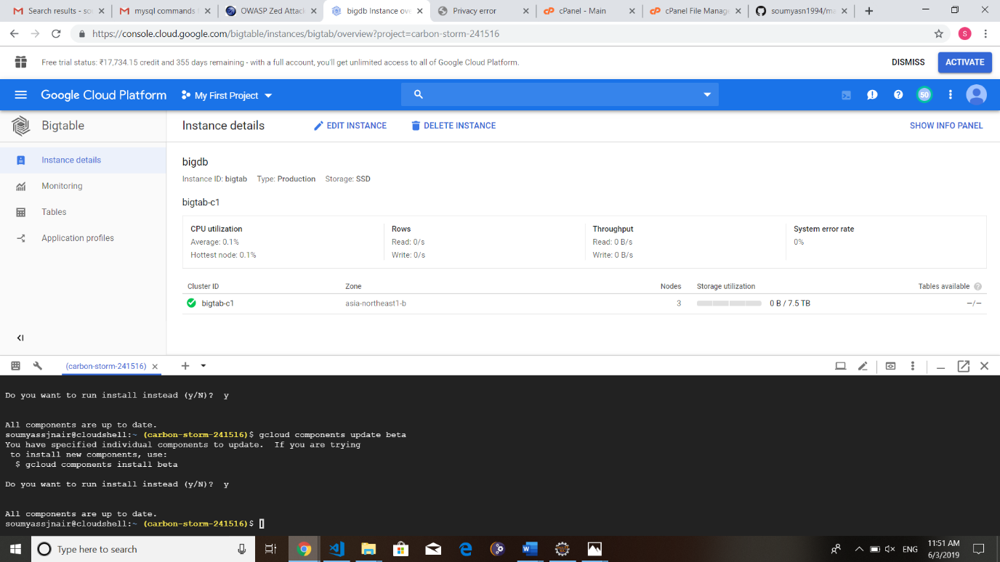 Search results - sou
mysql commands f
OWASP Zed Attack
bigdb Instance ove
Privacy error
cPanel - Main
cPanel File Manage
soumyasn1994/ma
https://console.cloud.google.com/bigtable/instances/bigtab/overview?project=carbon-storm-241516
S
Free trial status: ₹17,734.15 credit and 355 days remaining - with a full account, you'll get unlimited access to all of Google Cloud Platform.
DISMISS
ACTIVATE
Google Cloud Platform
My First Project
50
Bigtable
Instance details
EDIT INSTANCE
DELETE INSTANCE
SHOW INFO PANEL
Instance details
Monitoring
Tables
Application profiles
bigdb
Instance ID: bigtab Type: Production Storage: SSD
bigtab-c1
CPU utilization
Average: 0.1%
Hottest node: 0.1%
Rows
Read: 0/s
Write: 0/s
Throughput
Read: 0 B/s
Write: 0 B/s
System error rate
0%
Cluster ID Zone Nodes Storage utilization Tables available
bigtab-c1 asia-northeast1-b 3 0 B / 7.5 TB –/–
(carbon-storm-241516)
Do you want to run install instead (y/N)? y
All components are up to date.
soumyassjnair@cloudshell:~ (carbon-storm-241516)$ gcloud components update beta
You have specified individual components to update. If you are trying
to install new components, use:
$ gcloud components install beta
Do you want to run install instead (y/N)? y
All components are up to date.
soumyassjnair@cloudshell:~ (carbon-storm-241516)$
Type here to search
ENG
11:51 AM
6/3/2019